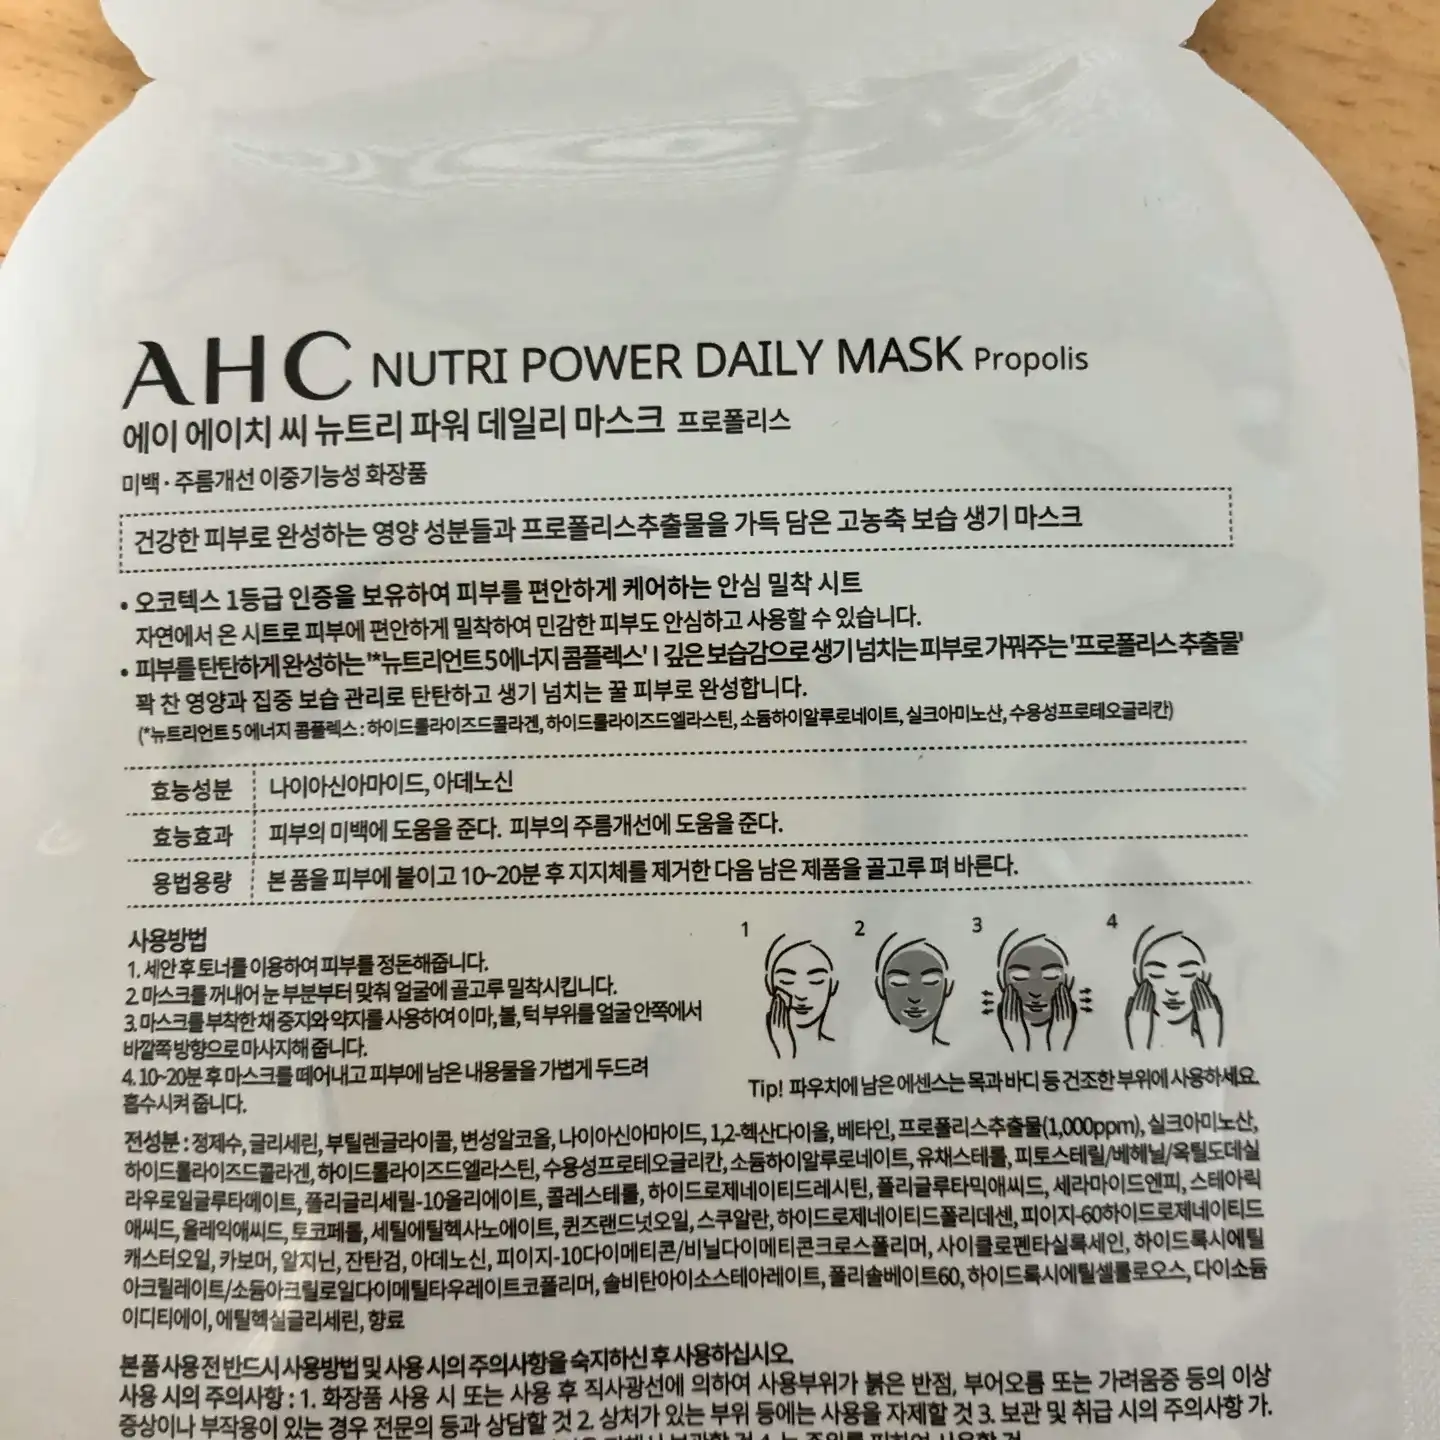 AHC NUTRI POWER DAILY MASK Propolis
에이 에이치 씨 뉴트리 파워 데일리 마스크 프로폴리스
미백 · 주름개선 이중기능성 화장품
건강한 피부로 완성하는 영양 성분들과 프로폴리스추출물을 가득 담은 고농축 보습 생기 마스크
• 오코텍스 1등급 인증을 보유하여 피부를 편안하게 케어하는 안심 밀착 시트
자연에서 온 시트로 피부에 편안하게 밀착하여 민감한 피부도 안심하고 사용할 수 있습니다.
• 피부를 탄탄하게 완성하는 '*뉴트리언트 5 에너지 콤플렉스' | 깊은 보습감으로 생기 넘치는 피부로 가꿔주는 '프로폴리스 추출물'
꽉 찬 영양과 집중 보습 관리로 탄탄하고 생기 넘치는 꿀 피부로 완성합니다.
(*뉴트리언트 5 에너지 콤플렉스 : 하이드롤라이즈드콜라겐, 하이드롤라이즈드엘라스틴, 소듐하이알루로네이트, 실크아미노산, 수용성프로테오글리칸)
효능성분 나이아신아마이드, 아데노신
효능효과 피부의 미백에 도움을 준다. 피부의 주름개선에 도움을 준다.
용법용량 본 품을 피부에 붙이고 10~20분 후 지지체를 제거한 다음 남은 제품을 골고루 펴 바른다.
사용방법
1. 세안 후 토너를 이용하여 피부를 정돈해줍니다.
2. 마스크를 꺼내어 눈 부분부터 맞춰 얼굴에 골고루 밀착시킵니다.
3. 마스크를 부착한 채 중지와 약지를 사용하여 이마, 볼, 턱 부위를 얼굴 안쪽에서
바깥쪽 방향으로 마사지해 줍니다.
4. 10~20분 후 마스크를 떼어내고 피부에 남은 내용물을 가볍게 두드려
흡수시켜 줍니다.
1 2 3 4
Tip! 파우치에 남은 에센스는 목과 바디 등 건조한 부위에 사용하세요.
전성분 : 정제수, 글리세린, 부틸렌글라이콜, 변성알코올, 나이아신아마이드, 1,2-헥산다이올, 베타인, 프로폴리스추출물(1,000ppm), 실크아미노산,
하이드롤라이즈드콜라겐, 하이드롤라이즈드엘라스틴, 수용성프로테오글리칸, 소듐하이알루로네이트, 유채스테롤, 피토스테릴/베헤닐/옥틸도데실
라우로일글루타메이트, 폴리글리세릴-10올리에이트, 콜레스테롤, 하이드로제네이티드레시틴, 폴리글루타믹애씨드, 세라마이드엔피, 스테아릭
애씨드, 올레익애씨드, 토코페롤, 세틸에틸헥사노에이트, 퀸즈랜드넛오일, 스쿠알란, 하이드로제네이티드폴리데센, 피이지-60하이드로제네이티드
캐스터오일, 카보머, 알지닌, 잔탄검, 아데노신, 피이지-10다이메티콘/비닐다이메티콘크로스폴리머, 사이클로펜타실록세인, 하이드록시에틸
아크릴레이트/소듐아크릴로일다이메틸타우레이트코폴리머, 솔비탄아이소스테아레이트, 폴리솔베이트60, 하이드록시에틸셀룰로오스, 다이소듐
이디티에이, 에틸헥실글리세린, 향료
본 품 사용 전 반드시 사용방법 및 사용 시의 주의사항을 숙지하신 후 사용하십시오.
사용 시의 주의사항 : 1. 화장품 사용 시 또는 사용 후 직사광선에 의하여 사용부위가 붉은 반점, 부어오름 또는 가려움증 등의 이상
증상이나 부작용이 있는 경우 전문의 등과 상담할 것 2. 상처가 있는 부위 등에는 사용을 자제할 것 3. 보관 및 취급 시의 주의사항 가.